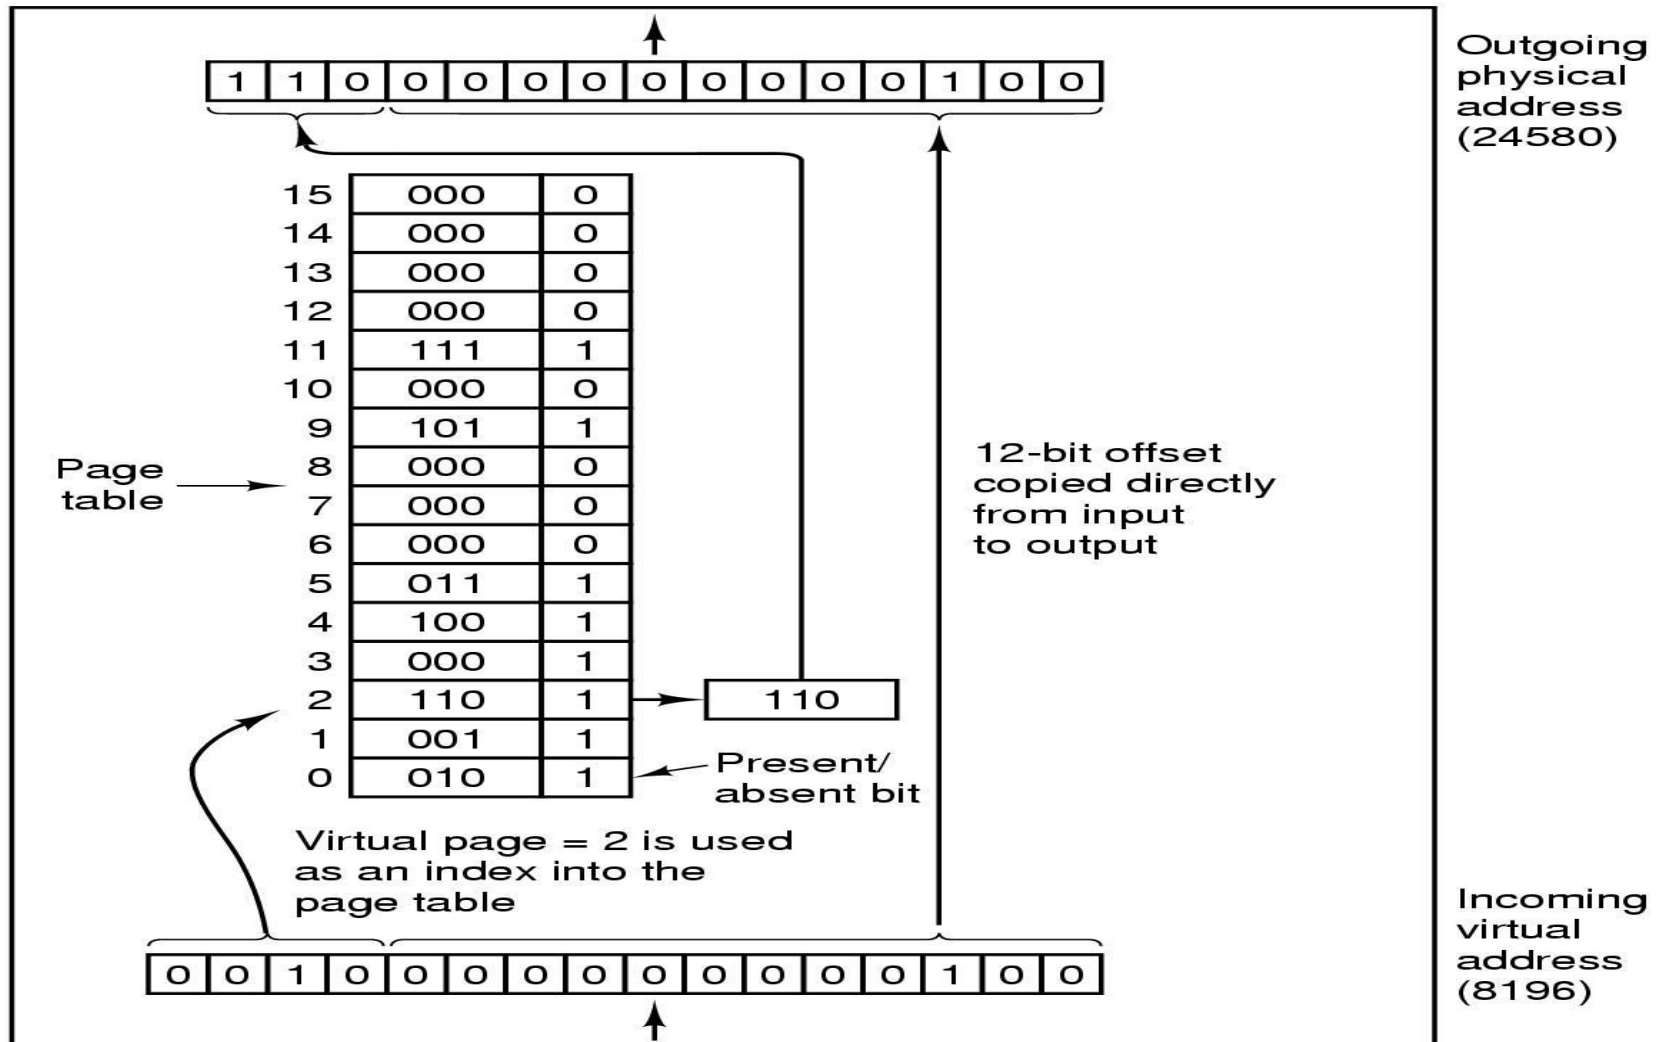 1 1 0 0 0 0 0 0 0 0 0 0 1 0 0
Outgoing
physical
address
(24580)
15 000 0
14 000 0
13 000 0
12 000 0
11 111 1
10 000 0
9 101 1
8 000 0
7 000 0
6 000 0
5 011 1
4 100 1
3 000 1
2 110 1
1 001 1
0 010 1
Page
table
110
12-bit offset
copied directly
from input
to output
Present/
absent bit
Virtual page = 2 is used
as an index into the
page table
0 0 1 0 0 0 0 0 0 0 0 0 0 1 0 0
Incoming
virtual
address
(8196)